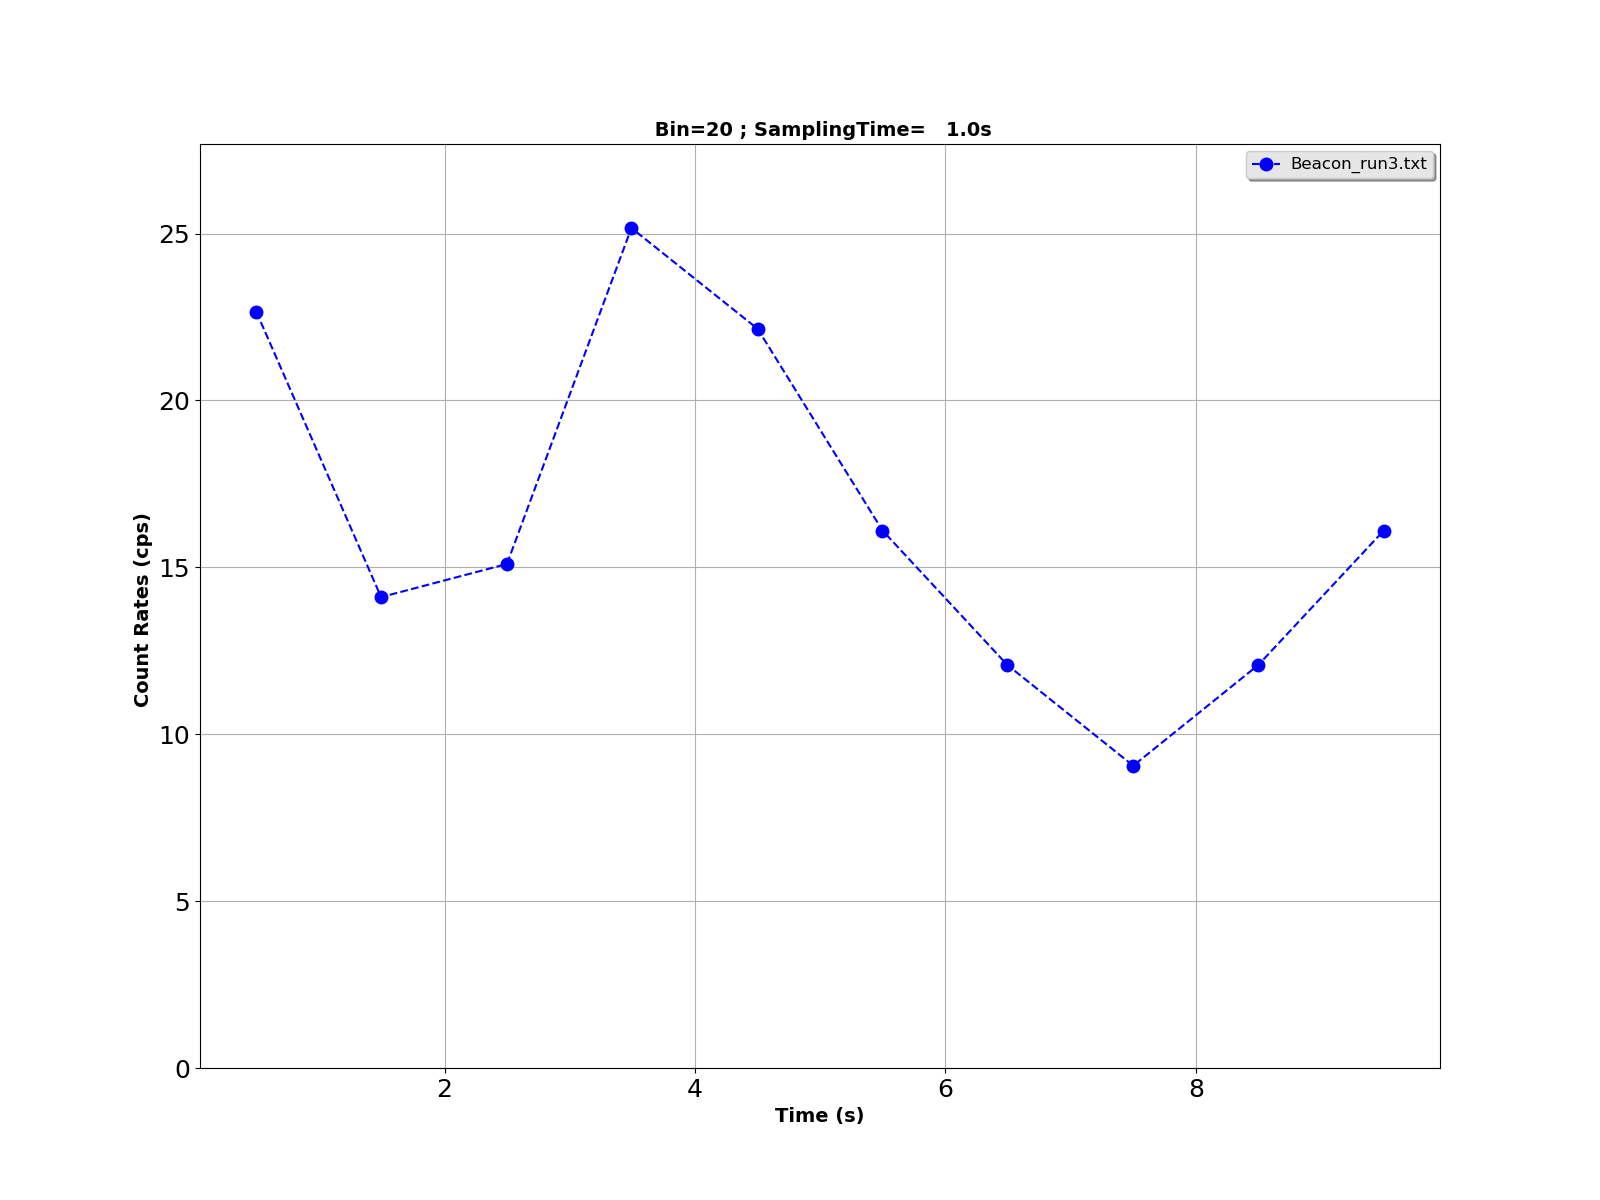 Bin=20 ; SamplingTime=   1.0s
Beacon_run3.txt
25
20
15
10
5
0
Count Rates (cps)
2 4 6 8
Time (s)